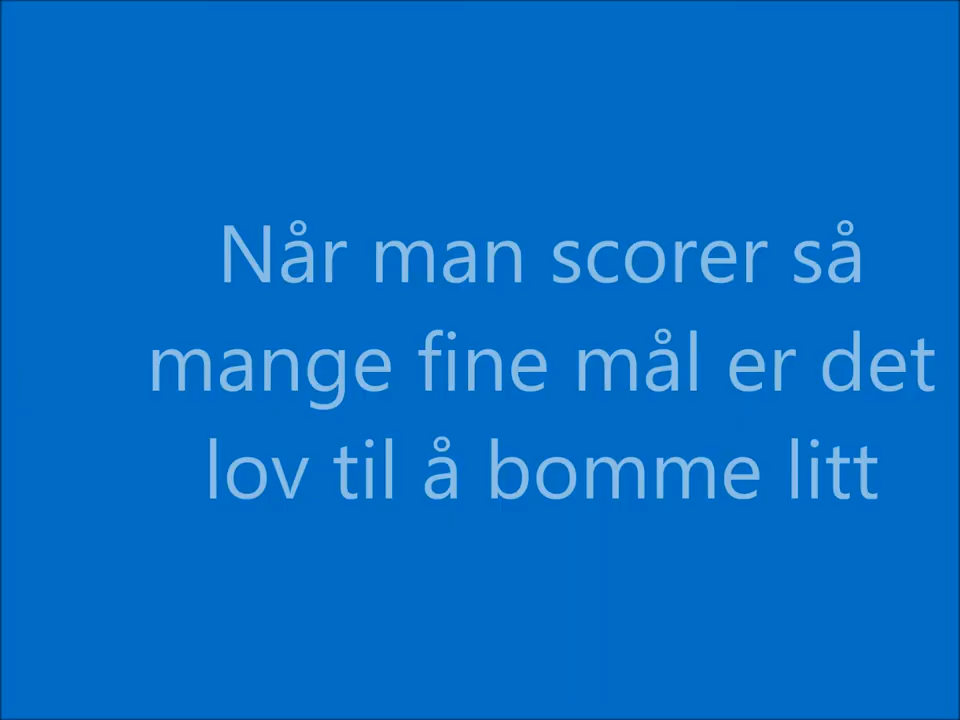 Når man scorer så
mange fine mål er det
lov til å bomme litt